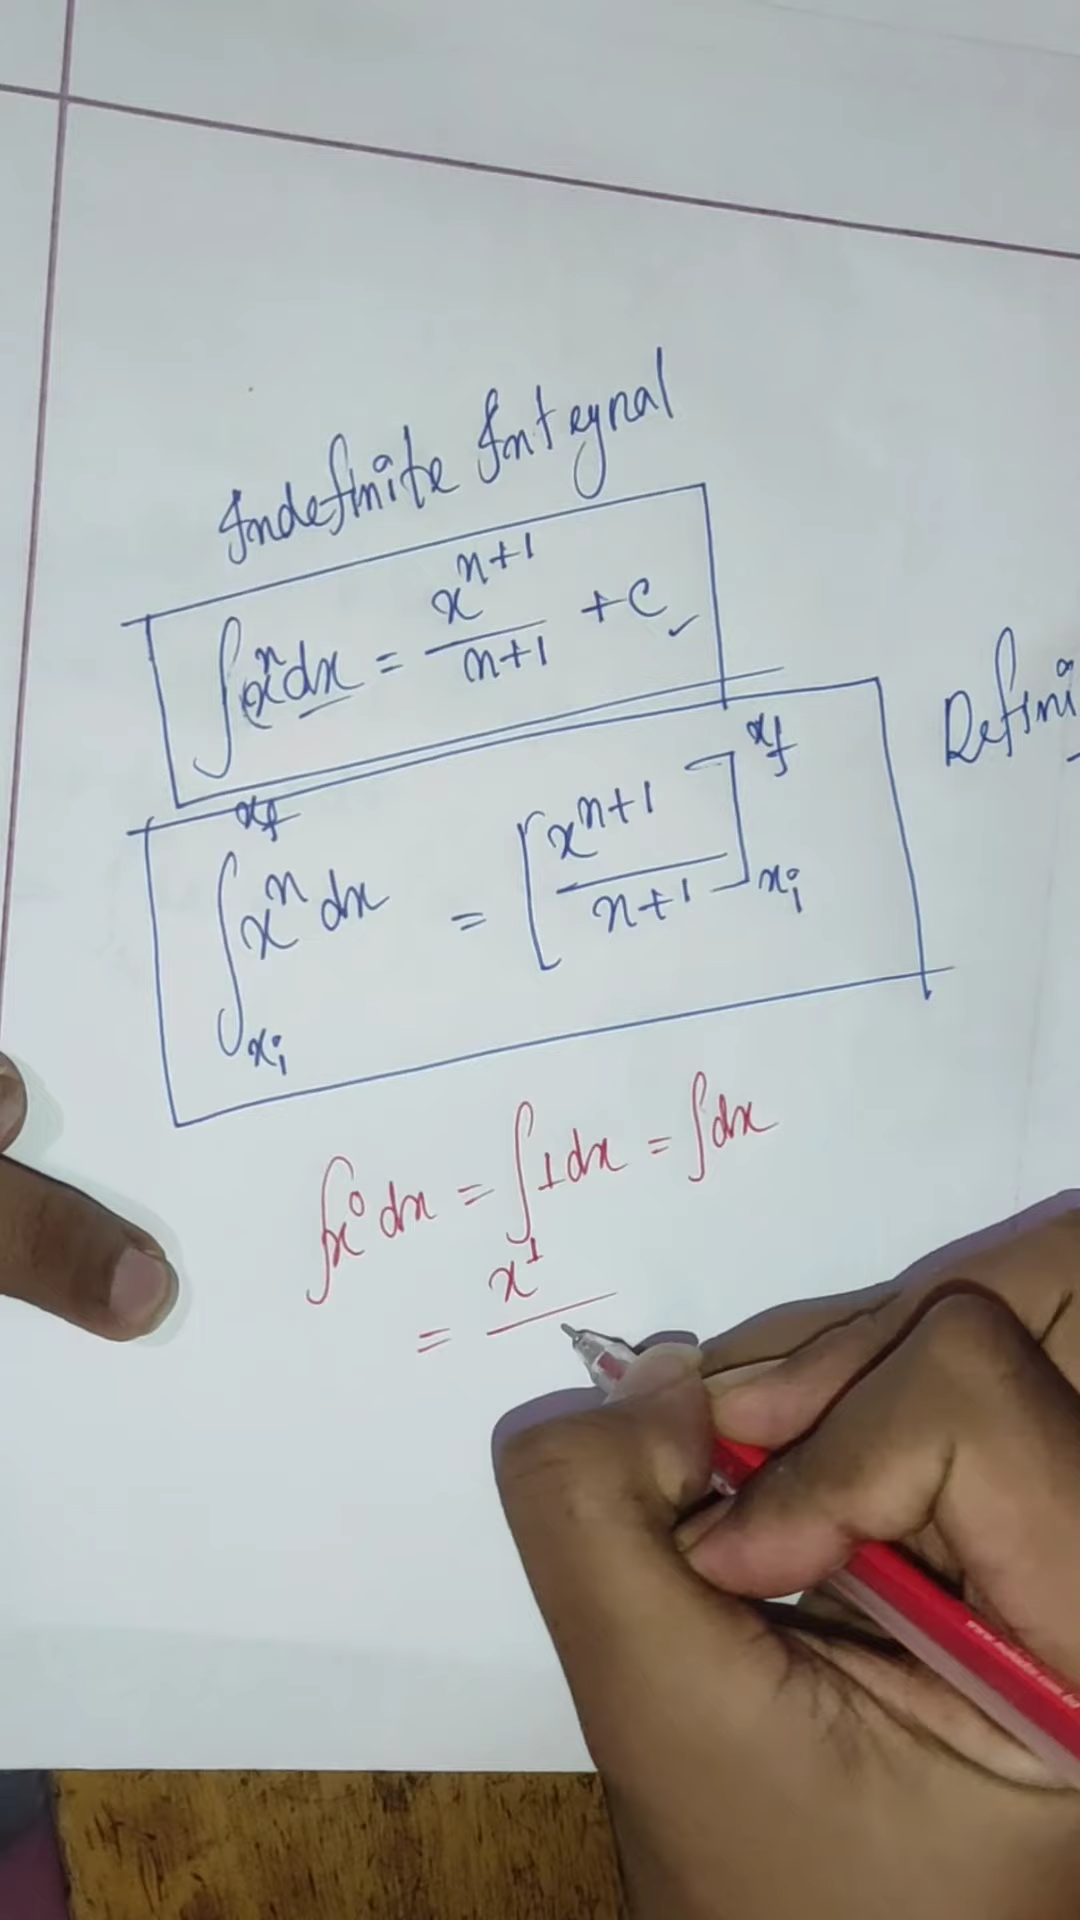 Indefinite Integral
∫xⁿdx = xⁿ⁺¹/n+1 + c
∫_{xi}^{xf} xⁿ dx = [xⁿ⁺¹/n+1]_{xi}^{xf}
Defini
∫x⁰ dx = ∫1dx = ∫dx
= x¹/